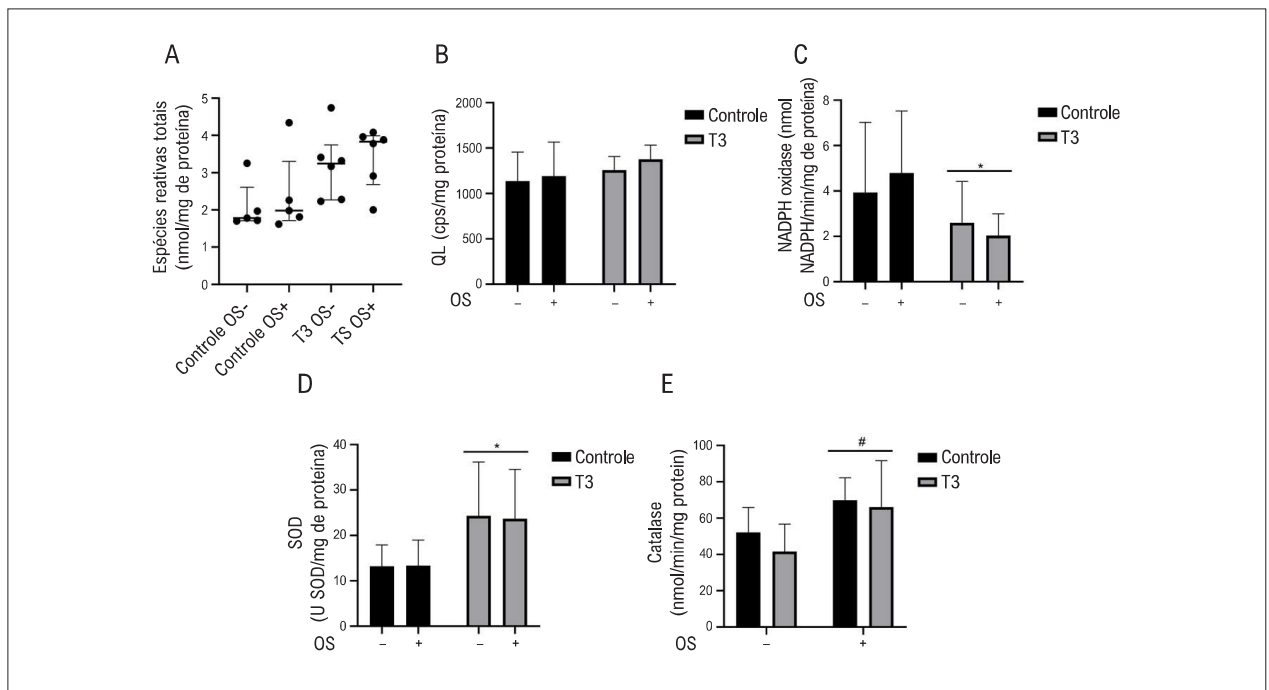 A
Espécies reativas totais
(nmol/mg de proteína)
5
4
3
2
1
0
Controle OS-
Controle OS+
T3 OS-
TS OS+
B
QL (cps/mg proteína)
2000
1500
1000
500
0
OS
–
+
–
+
Controle
T3
C
NADPH oxidase (nmol
NADPH/min/mg de proteína)
8
6
4
2
0
*
OS
–
+
–
+
Controle
T3
D
SOD
(U SOD/mg de proteína)
40
30
20
10
0
*
OS
–
+
–
+
Controle
T3
E
Catalase
(nmol/min/mg protein)
100
80
60
40
20
0
#
OS
–
+
Controle
T3